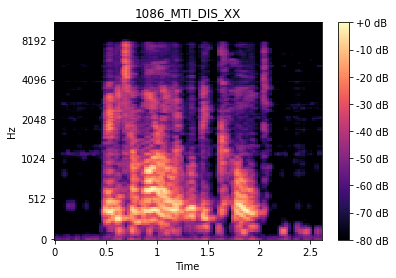 1086_MTI_DIS_XX
+0 dB
8192
-10 dB
4096
-20 dB
-30 dB
2048
Hz
-40 dB
1024
-50 dB
512
-60 dB
-70 dB
0
-80 dB
0 0.5 1 1.5 2 2.5
Time